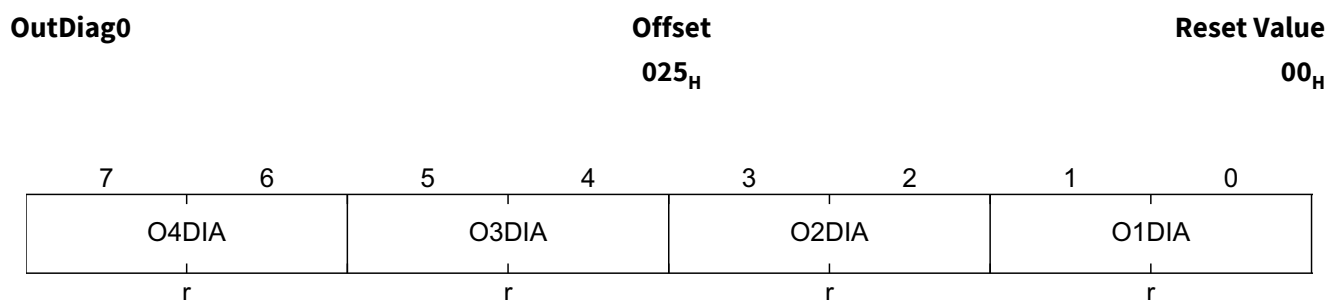 OutDiag0 Offset Reset Value
025H 00H
7 6 5 4 3 2 1 0
O4DIA O3DIA O2DIA O1DIA
r r r r